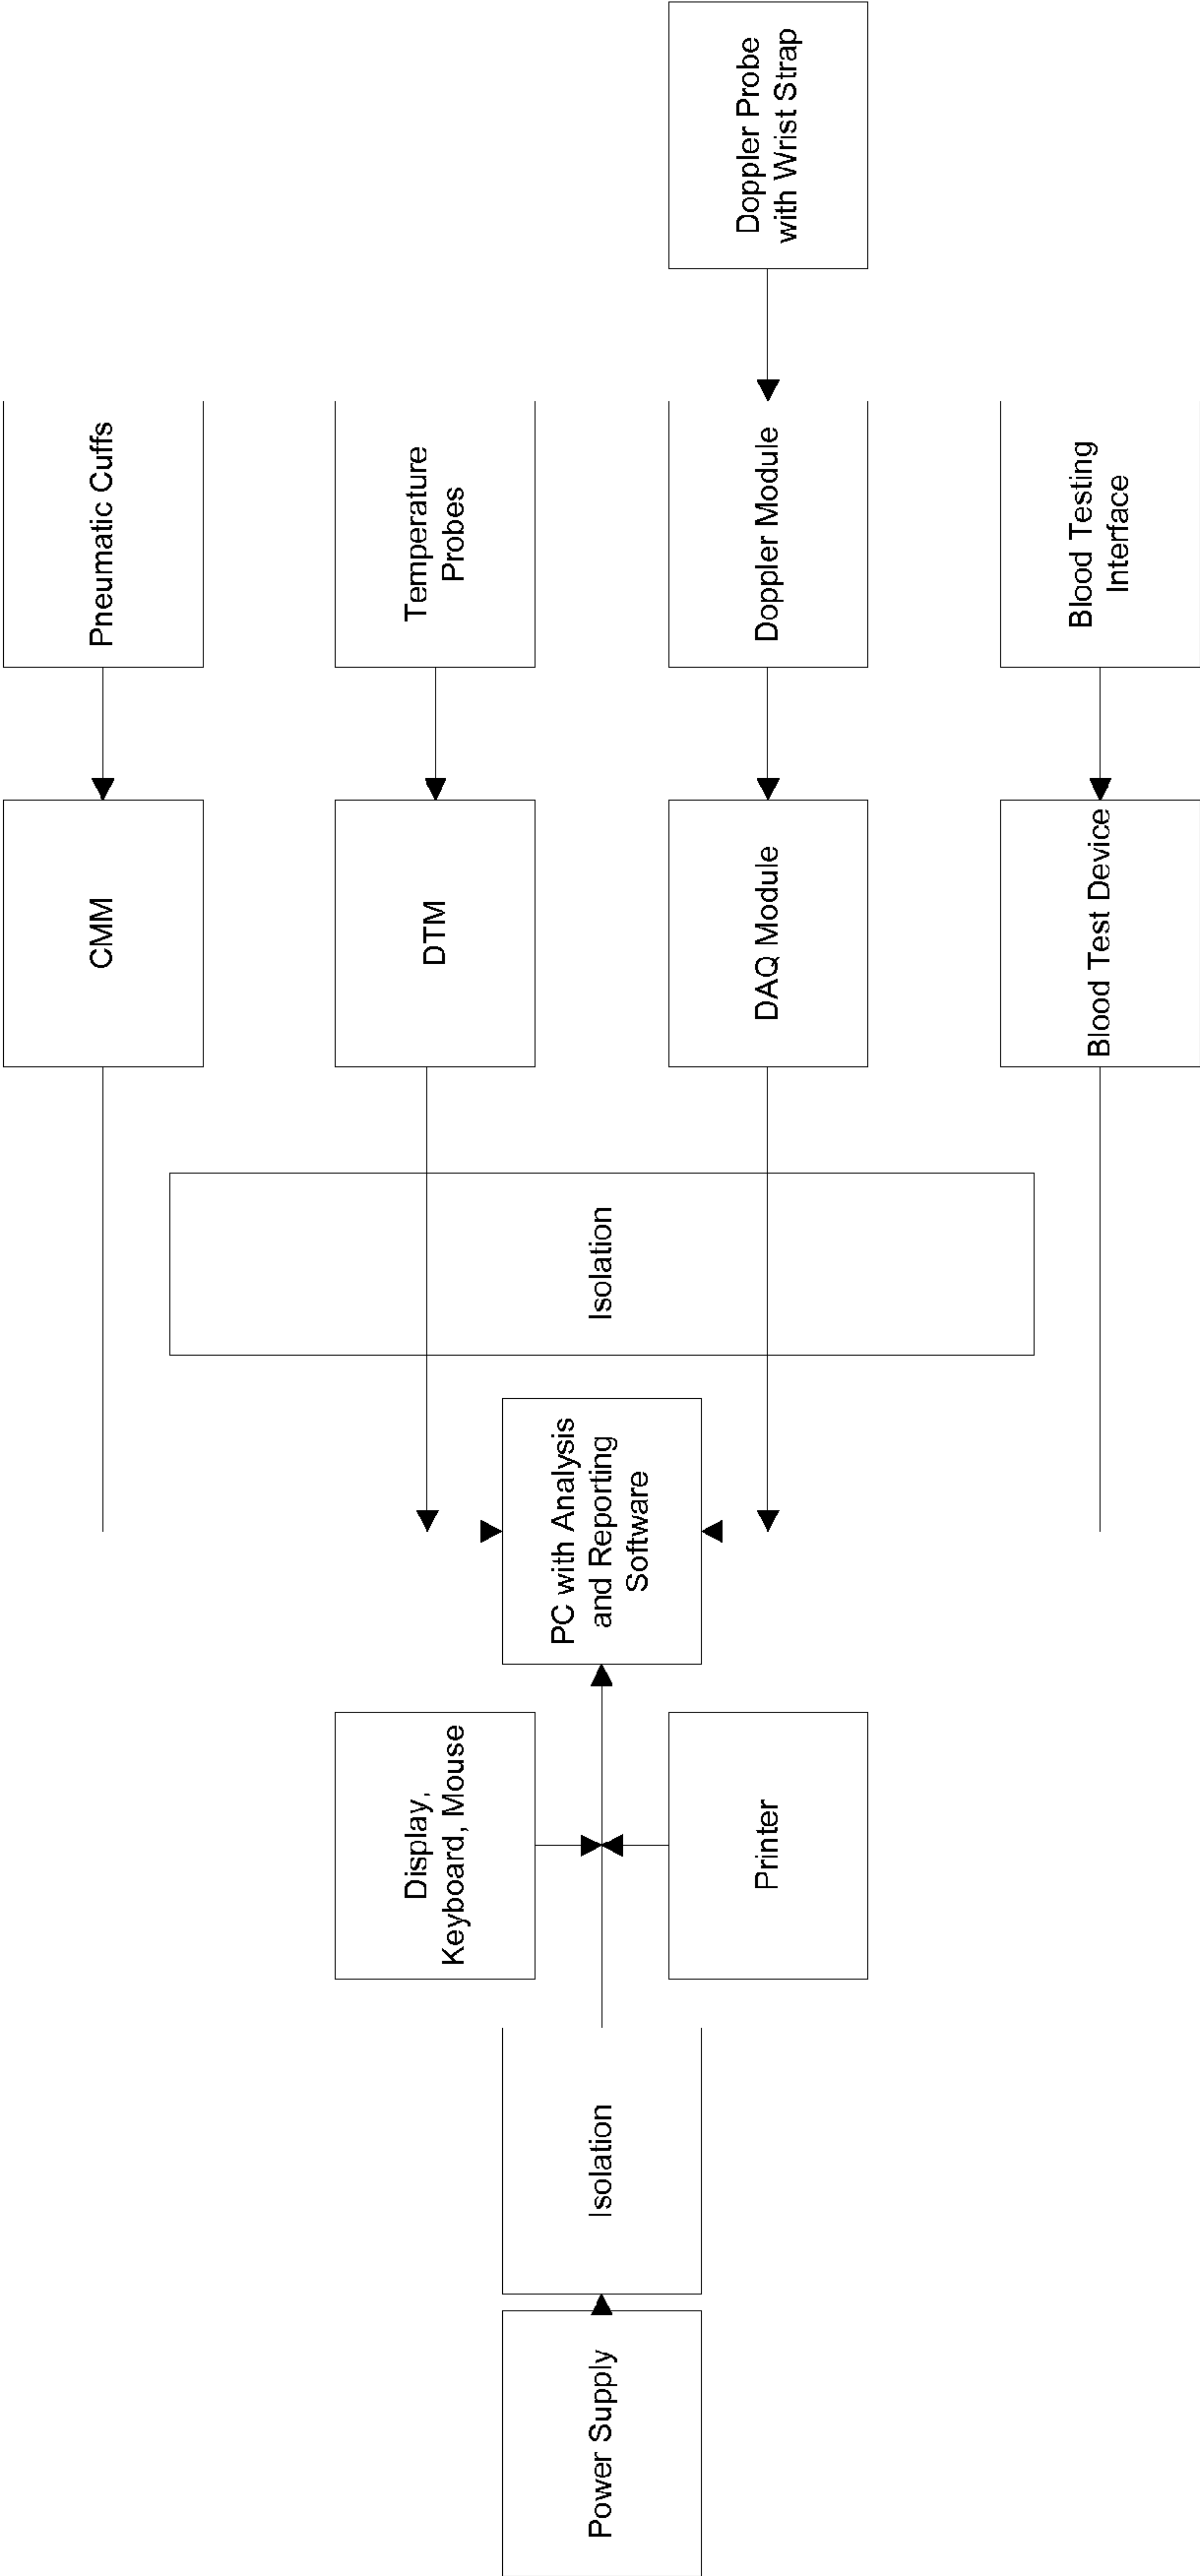 Power Supply
Isolation
Display,
Keyboard, Mouse
Printer
PC with Analysis
and Reporting
Software
Isolation
CMM
DTM
DAQ Module
Blood Test Device
Pneumatic Cuffs
Temperature
Probes
Doppler Module
Blood Testing
Interface
Doppler Probe
with Wrist Strap